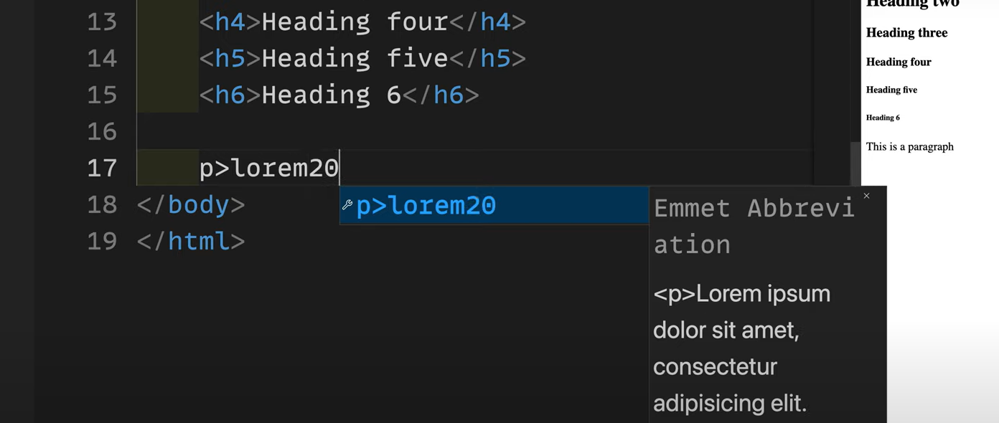 13 <h4>Heading four</h4>
14 <h5>Heading five</h5>
15 <h6>Heading 6</h6>
16
17 p>lorem20
18 </body>
19 </html>
p>lorem20
Emmet Abbrevi
ation
<p>Lorem ipsum
dolor sit amet,
consectetur
adipisicing elit.
Heading two
Heading three
Heading four
Heading five
Heading 6
This is a paragraph